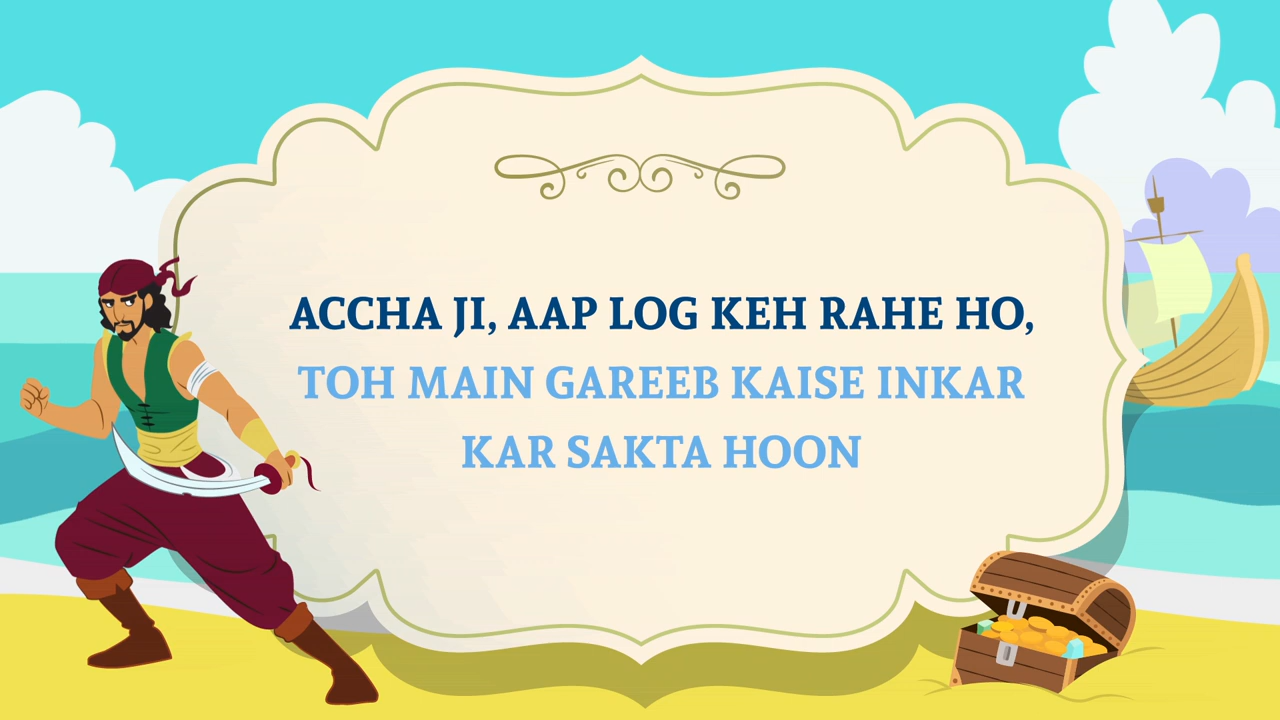 ACCHA JI, AAP LOG KEH RAHE HO,
TOH MAIN GAREEB KAISE INKAR
KAR SAKTA HOON